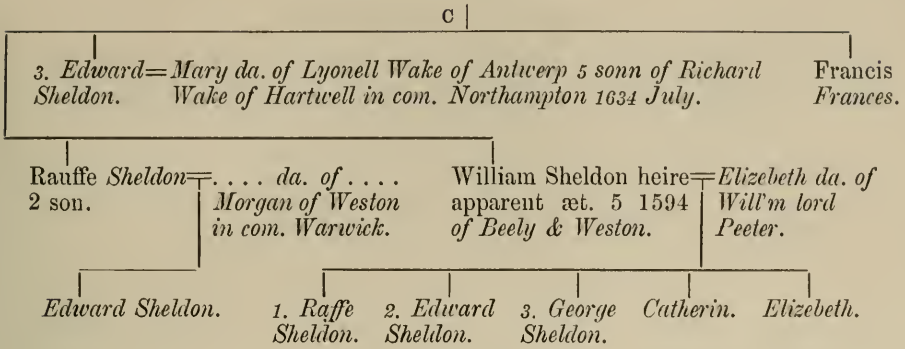 C
3. Edward=Mary da. of Lyonell Wake of Antwerp 5 sonn of Richard
Sheldon. Wake of Hartwell in com. Northampton 1634 July.
Francis
Frances.
Rauffe Sheldon=. . . . da. of . . . .
2 son. Morgan of Weston
in com. Warwick.
William Sheldon heire=Elizebeth da. of
apparent æt. 5 1594 Will'm lord
of Beely & Weston. Peeter.
Edward Sheldon.
1. Raffe
Sheldon.
2. Edward
Sheldon.
3. George
Sheldon.
Catherin.
Elizebeth.